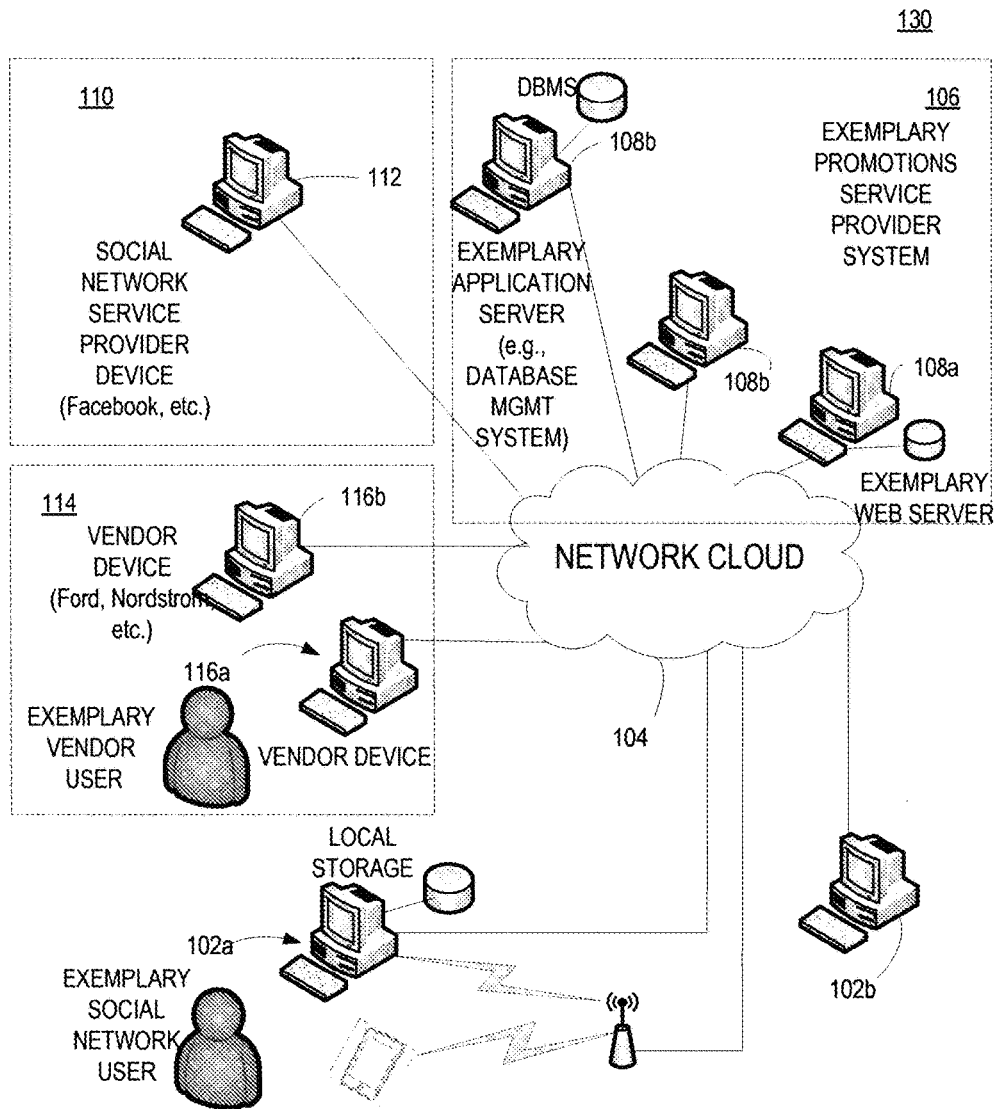 130
110
112
SOCIAL
NETWORK
SERVICE
PROVIDER
DEVICE
(Facebook, etc.)
DBMS
108b
106
EXEMPLARY
PROMOTIONS
SERVICE
PROVIDER
SYSTEM
EXEMPLARY
APPLICATION
SERVER
(e.g.,
DATABASE
MGMT
SYSTEM)
108b
108a
EXEMPLARY
WEB SERVER
114
116b
VENDOR
DEVICE
(Ford, Nordstrom,
etc.)
NETWORK CLOUD
116a
EXEMPLARY
VENDOR
USER
VENDOR DEVICE
104
LOCAL
STORAGE
102a
102b
EXEMPLARY
SOCIAL
NETWORK
USER